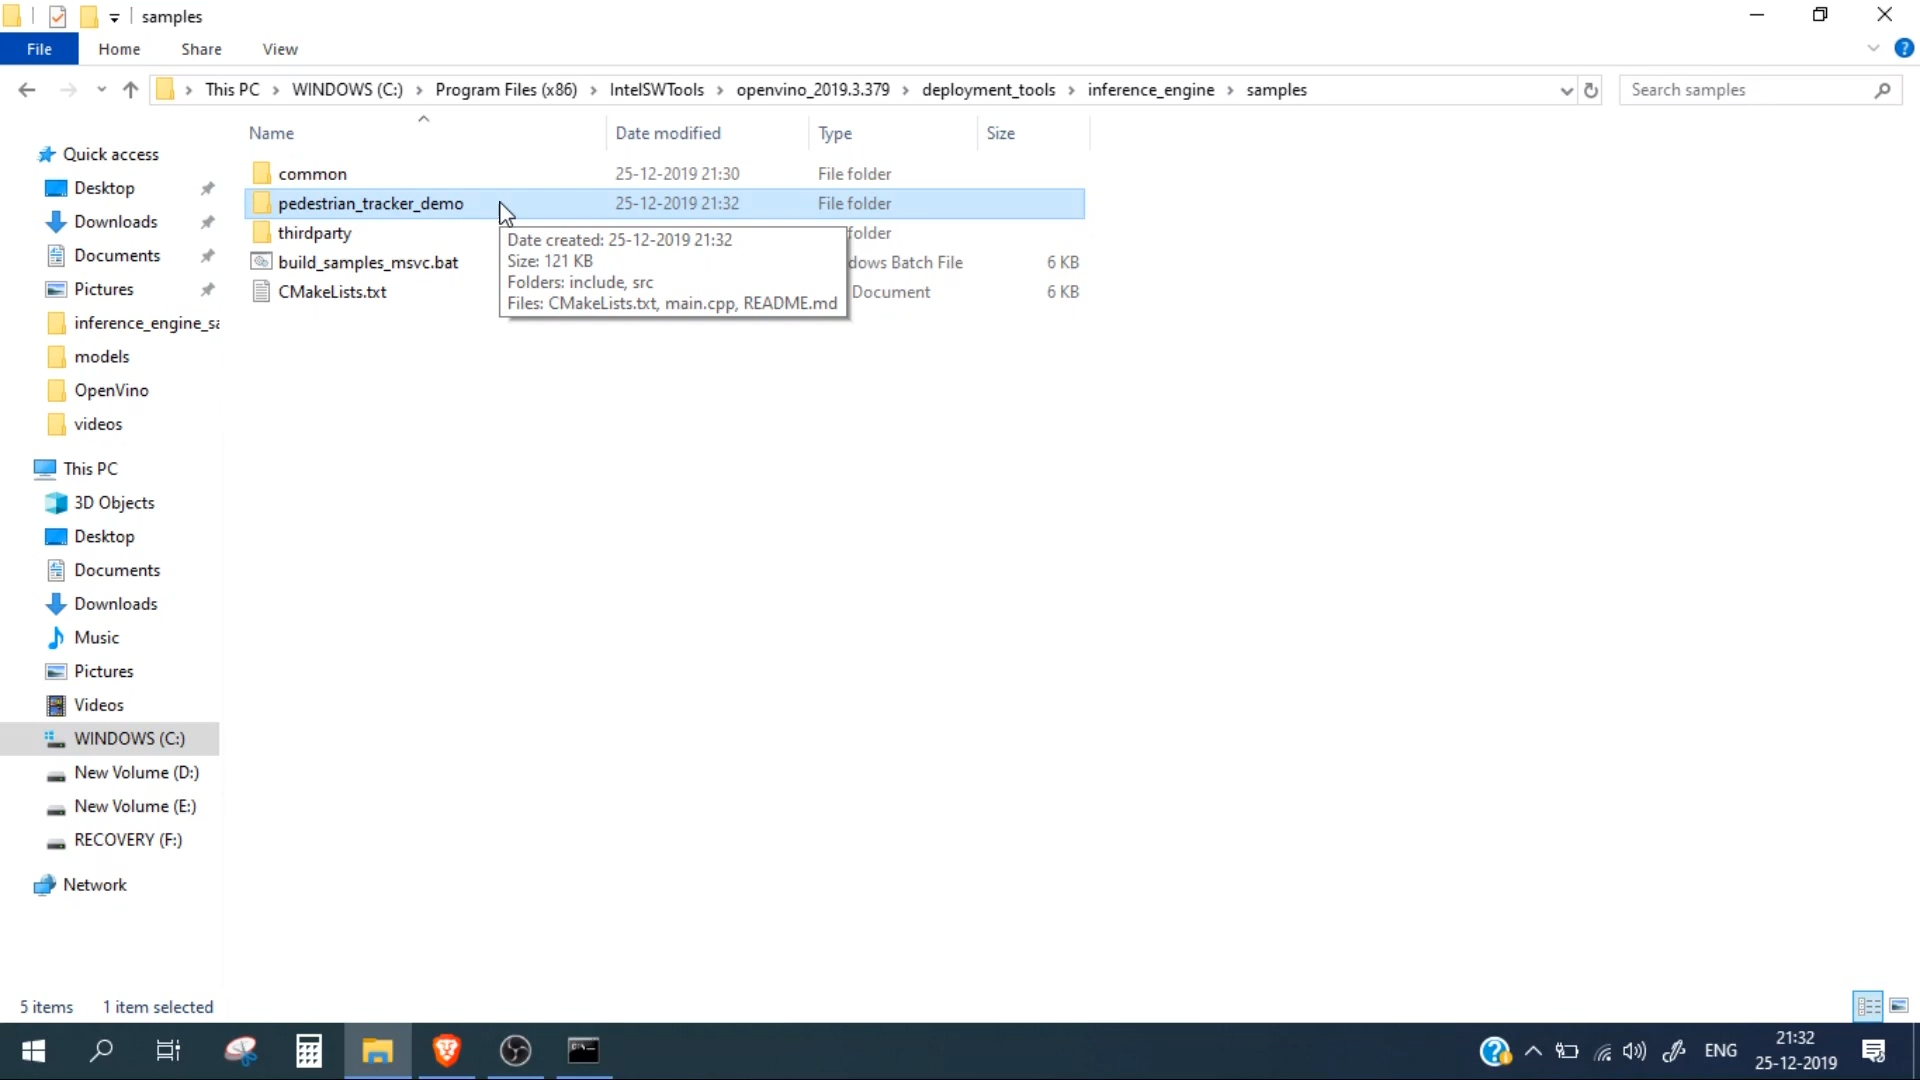 samples
File Home Share View
This PC WINDOWS (C:) Program Files (x86) IntelSWTools openvino_2019.3.379 deployment_tools inference_engine samples
Search samples
Name Date modified Type Size
common 25-12-2019 21:30 File folder
pedestrian_tracker_demo 25-12-2019 21:32 File folder
thirdparty folder
build_samples_msvc.bat dows Batch File 6 KB
CMakeLists.txt Document 6 KB
Date created: 25-12-2019 21:32
Size: 121 KB
Folders: include, src
Files: CMakeLists.txt, main.cpp, README.md
Quick access
Desktop
Downloads
Documents
Pictures
inference_engine_sa
models
OpenVino
videos
This PC
3D Objects
Desktop
Documents
Downloads
Music
Pictures
Videos
WINDOWS (C:)
New Volume (D:)
New Volume (E:)
RECOVERY (F:)
Network
5 items 1 item selected
ENG
21:32
25-12-2019